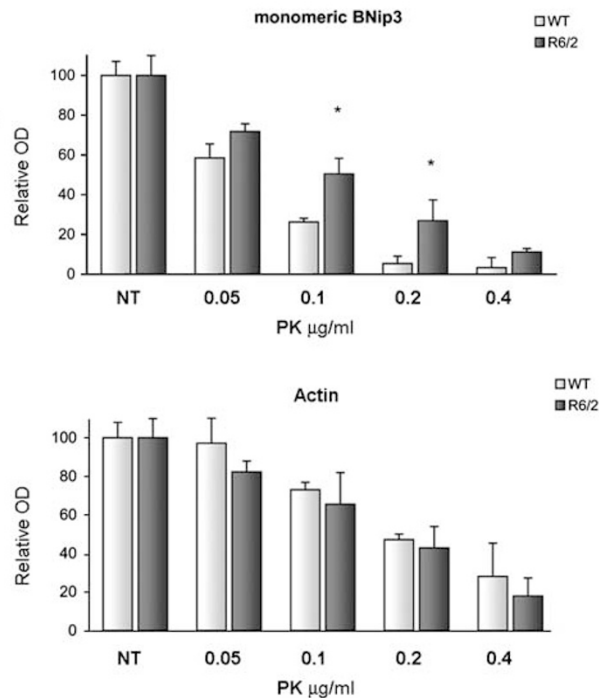 monomeric BNip3
WT
R6/2
Relative OD
100
80
60
40
20
0
*
*
NT 0.05 0.1 0.2 0.4
PK µg/ml
Actin
WT
R6/2
Relative OD
100
80
60
40
20
0
NT 0.05 0.1 0.2 0.4
PK µg/ml